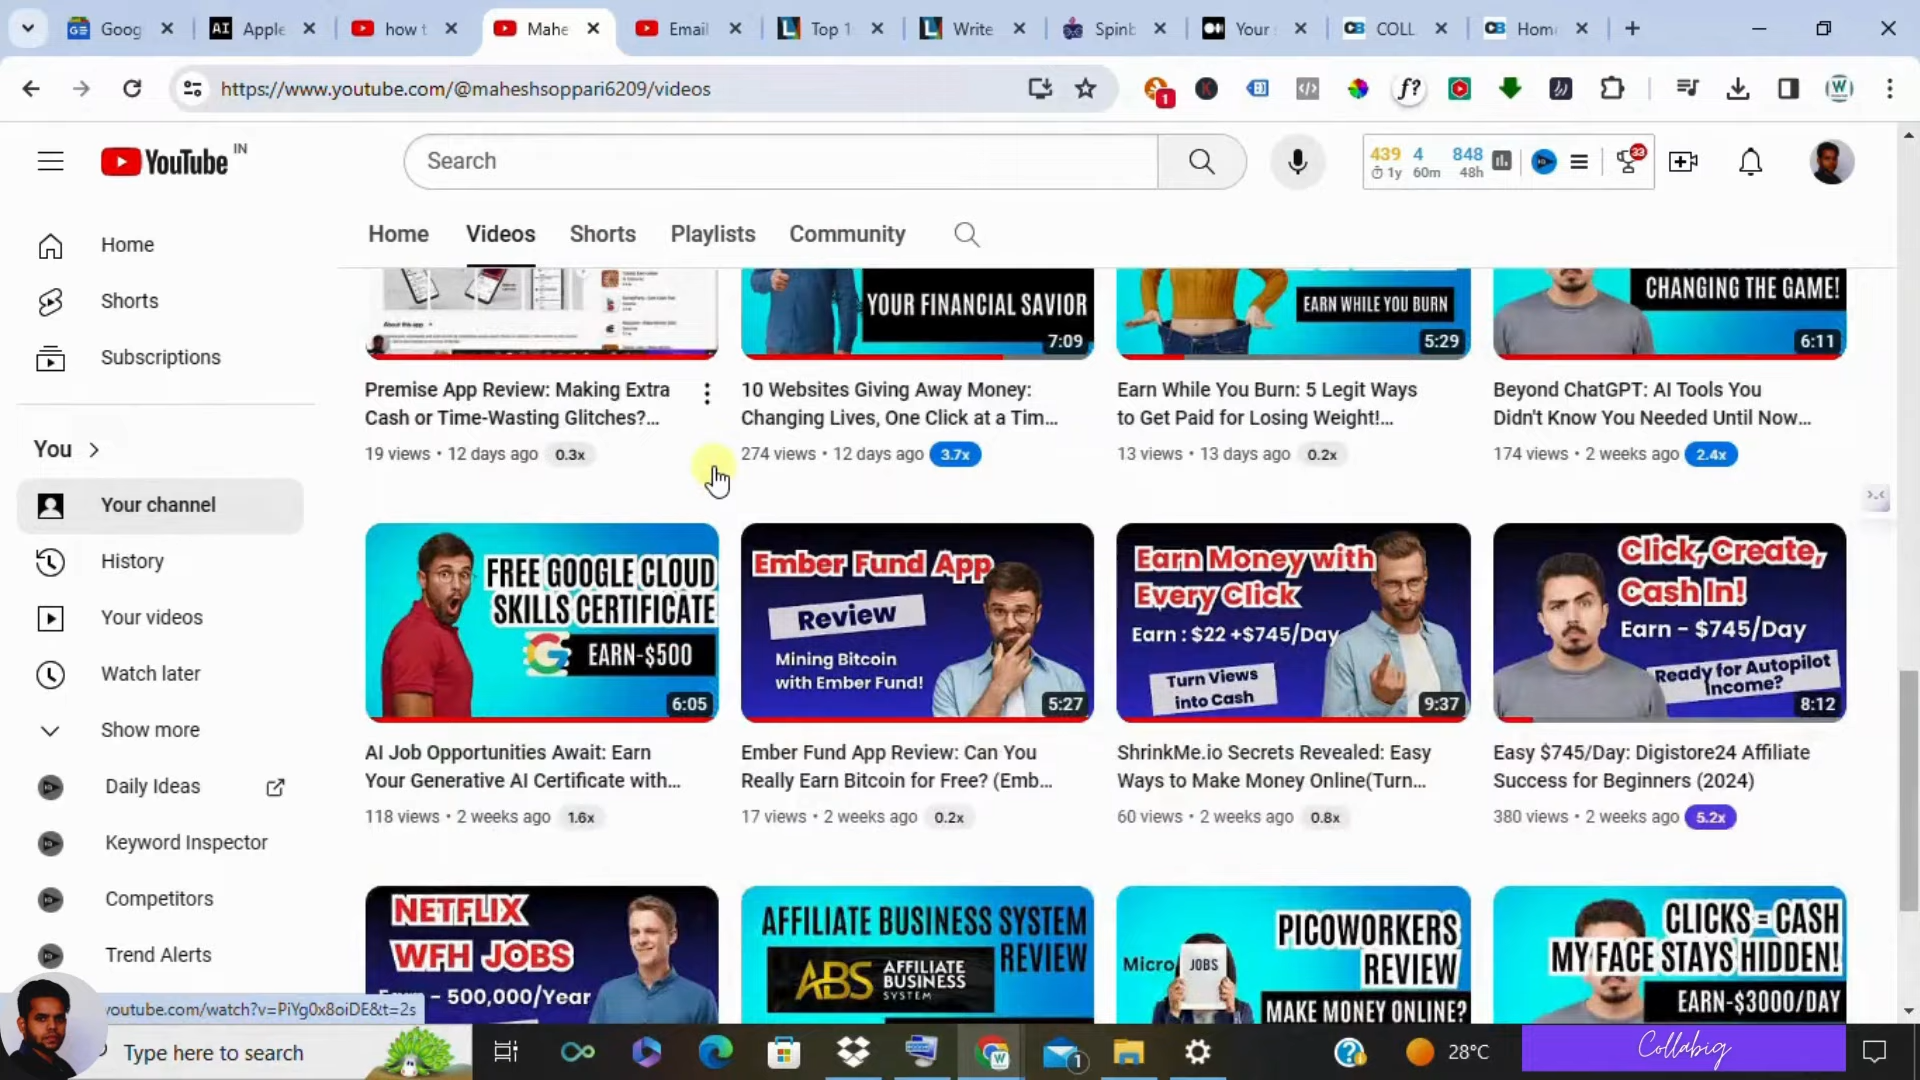 Goog
AI Apple
how t
Mahe
Email
Top 1
Write
Spinb
Your
CB COLL
CB Hom
https://www.youtube.com/@maheshsoppari6209/videos
1
f?
W
YouTube IN
Search
439 4 848
1y 60m 48h
33
Home
Videos
Shorts
Playlists
Community
Home
Shorts
Subscriptions
You
Your channel
History
Your videos
Watch later
Show more
Daily Ideas
Keyword Inspector
Competitors
Trend Alerts
About this app
Premise App Review: Making Extra
Cash or Time-Wasting Glitches?...
19 views • 12 days ago 0.3x
YOUR FINANCIAL SAVIOR
7:09
10 Websites Giving Away Money:
Changing Lives, One Click at a Tim...
274 views • 12 days ago 3.7x
EARN WHILE YOU BURN
5:29
Earn While You Burn: 5 Legit Ways
to Get Paid for Losing Weight!...
13 views • 13 days ago 0.2x
CHANGING THE GAME!
6:11
Beyond ChatGPT: AI Tools You
Didn't Know You Needed Until Now...
174 views • 2 weeks ago 2.4x
FREE GOOGLE CLOUD
SKILLS CERTIFICATE
EARN-$500
6:05
AI Job Opportunities Await: Earn
Your Generative AI Certificate with...
118 views • 2 weeks ago 1.6x
Ember Fund App
Review
Mining Bitcoin
with Ember Fund!
5:27
Ember Fund App Review: Can You
Really Earn Bitcoin for Free? (Emb...
17 views • 2 weeks ago 0.2x
Earn Money with
Every Click
Earn : $22 +$745/Day
Turn Views
into Cash
9:37
ShrinkMe.io Secrets Revealed: Easy
Ways to Make Money Online(Turn...
60 views • 2 weeks ago 0.8x
Click, Create,
Cash In!
Earn - $745/Day
Ready for Autopilot
Income?
8:12
Easy $745/Day: Digistore24 Affiliate
Success for Beginners (2024)
380 views • 2 weeks ago 5.2x
NETFLIX
WFH JOBS
- 500,000/Year
AFFILIATE BUSINESS SYSTEM
REVIEW
ABS AFFILIATE
BUSINESS
SYSTEM
PICOWORKERS
REVIEW
Micro JOBS
MAKE MONEY ONLINE?
CLICKS = CASH
MY FACE STAYS HIDDEN!
EARN-$3000/DAY
youtube.com/watch?v=PiYg0x8oiDE&t=2s
Type here to search
1
28°C
Collabig